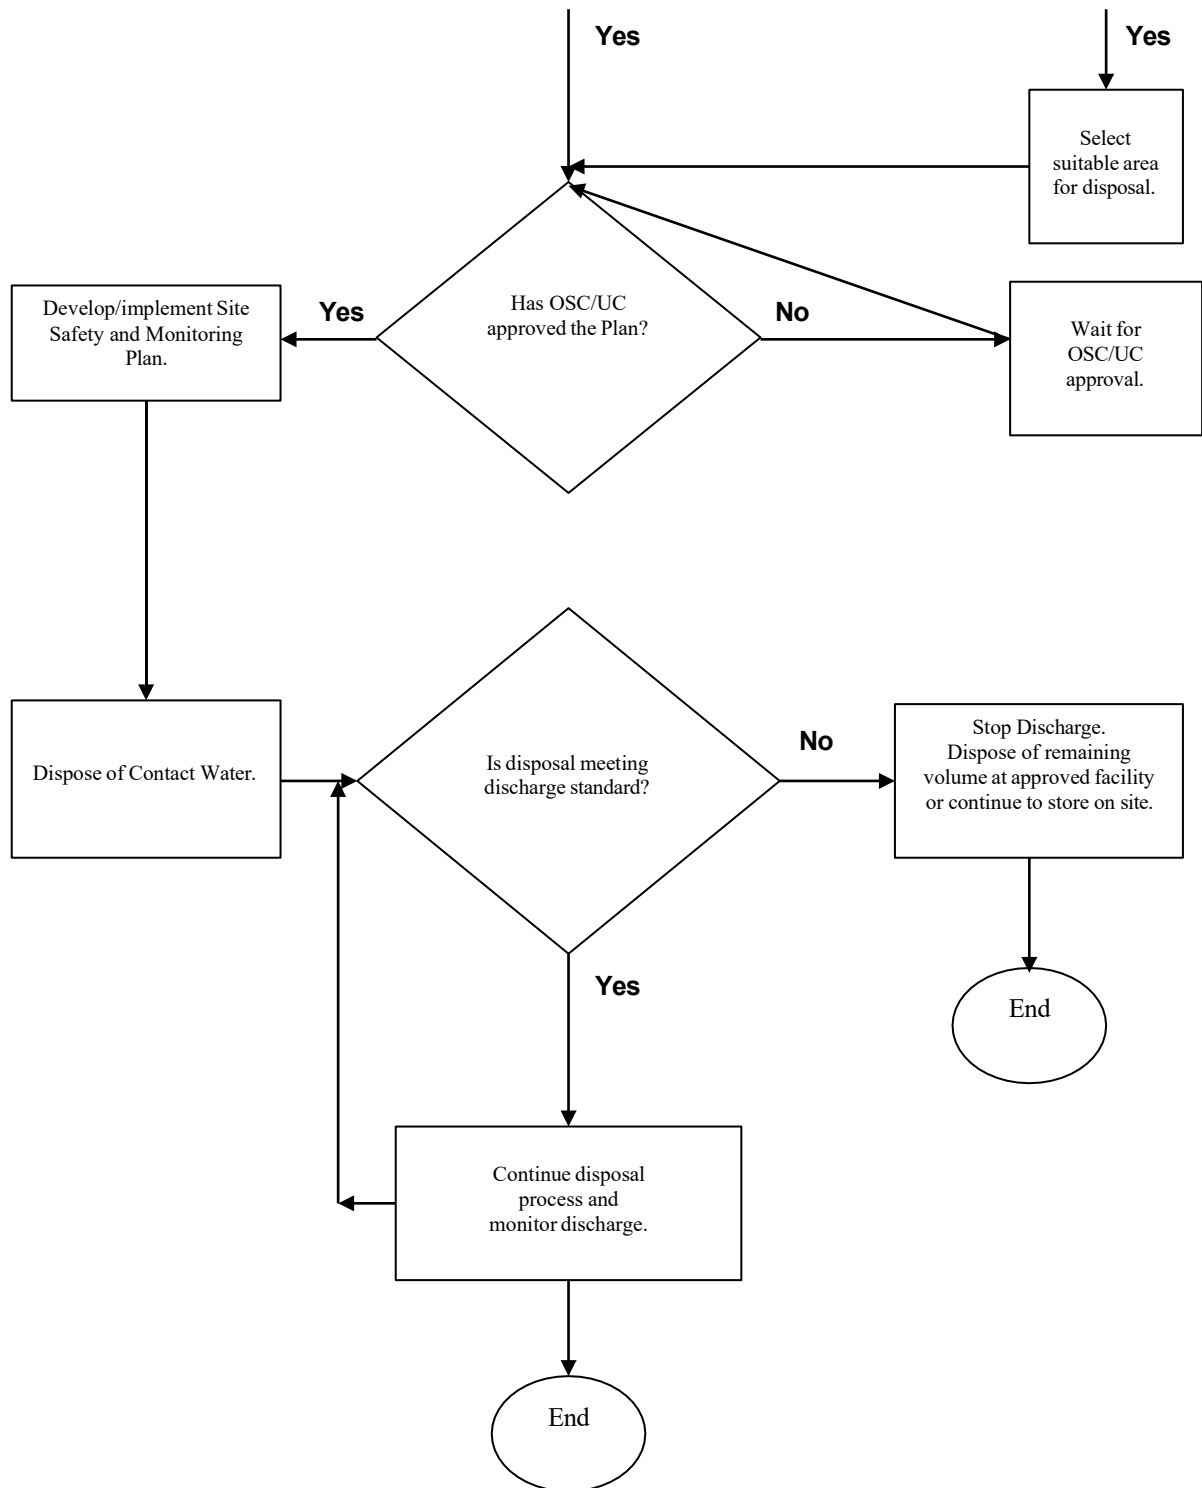 Yes
Yes
Select
suitable area
for disposal.
Develop/implement Site
Safety and Monitoring
Plan.
Yes
Has OSC/UC
approved the Plan?
No
Wait for
OSC/UC
approval.
Dispose of Contact Water.
Is disposal meeting
discharge standard?
No
Stop Discharge.
Dispose of remaining
volume at approved facility
or continue to store on site.
Yes
End
Continue disposal
process and
monitor discharge.
End